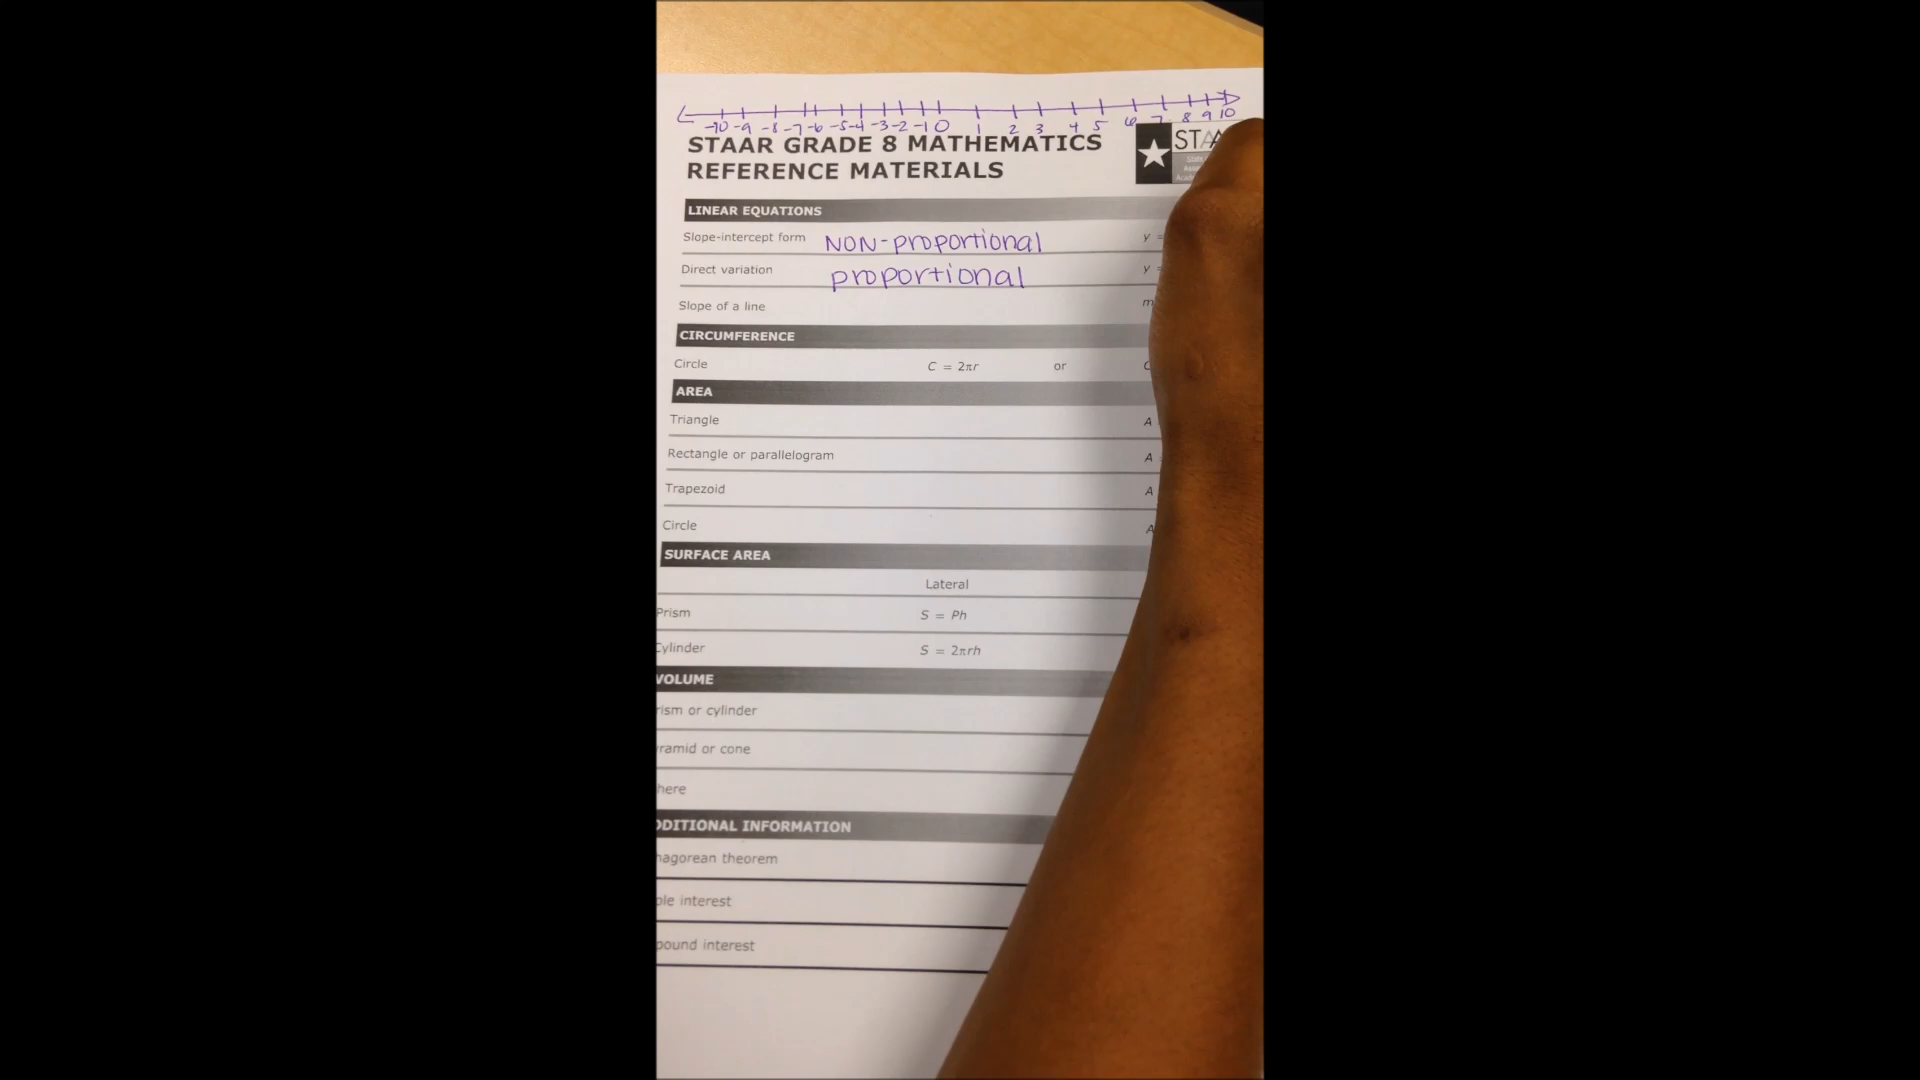 -10 -9 -8 -7 -6 -5 -4 -3 -2 -1 0 1 2 3 4 5 6 7 8 9 10
STAAR GRADE 8 MATHEMATICS
REFERENCE MATERIALS
STAA
State
LINEAR EQUATIONS
Slope-intercept form NON-proportional y =
Direct variation proportional y =
Slope of a line m
CIRCUMFERENCE
Circle C = 2πr or C
AREA
Triangle A
Rectangle or parallelogram A
Trapezoid A
Circle A
SURFACE AREA
Lateral
Prism S = Ph
Cylinder S = 2πrh
VOLUME
rism or cylinder
ramid or cone
here
DDITIONAL INFORMATION
hagorean theorem
ple interest
pound interest